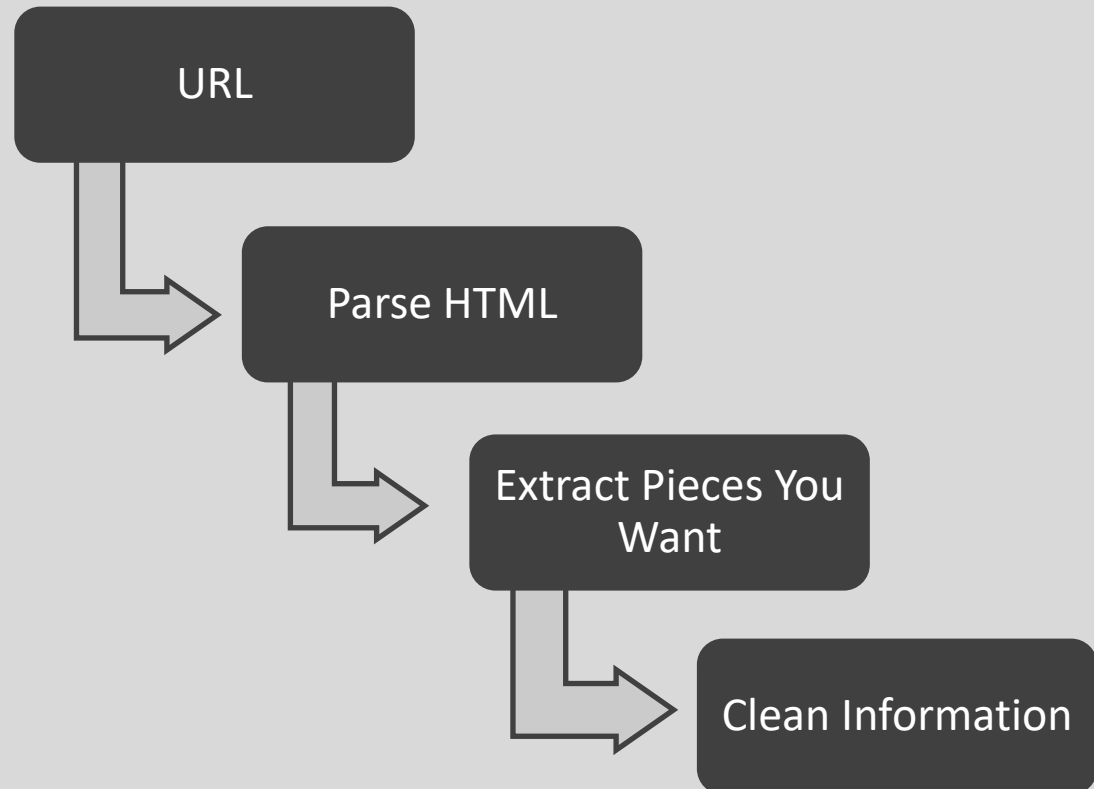 URL
Parse HTML
Extract Pieces You
Want
Clean Information